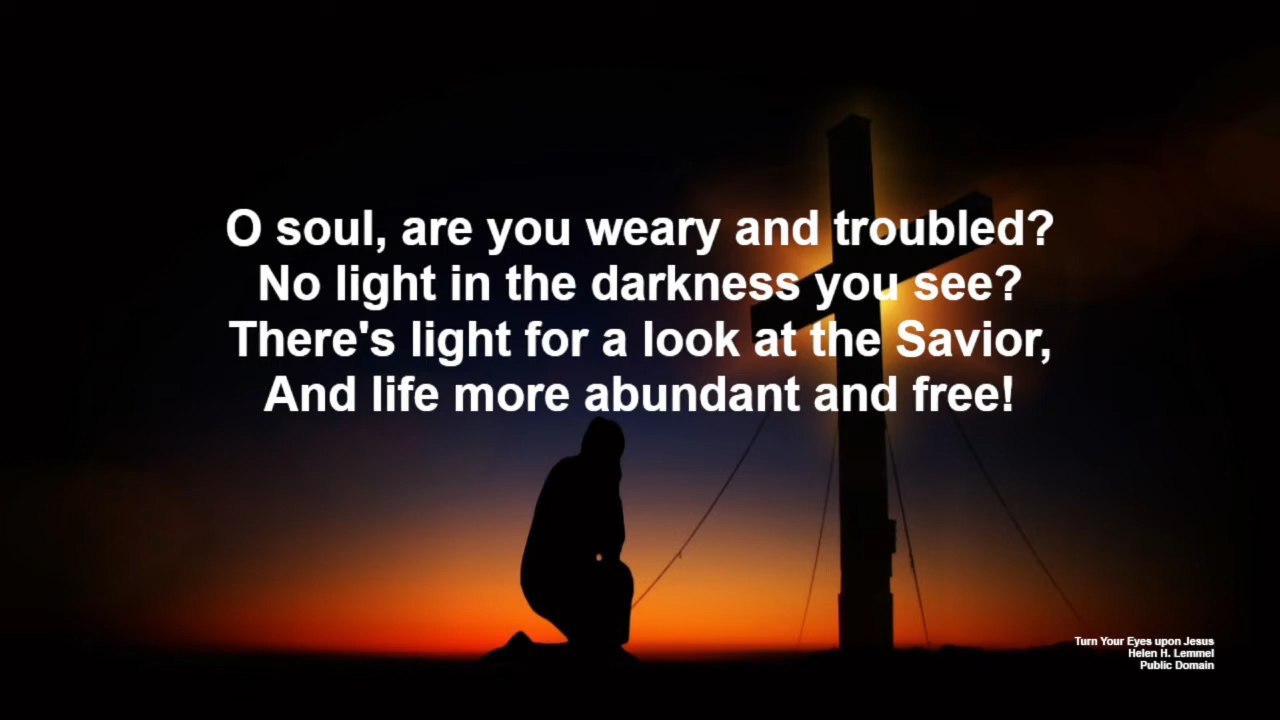 O soul, are you weary and troubled?
No light in the darkness you see?
There's light for a look at the Savior,
And life more abundant and free!
Turn Your Eyes upon Jesus
Helen H. Lemmel
Public Domain